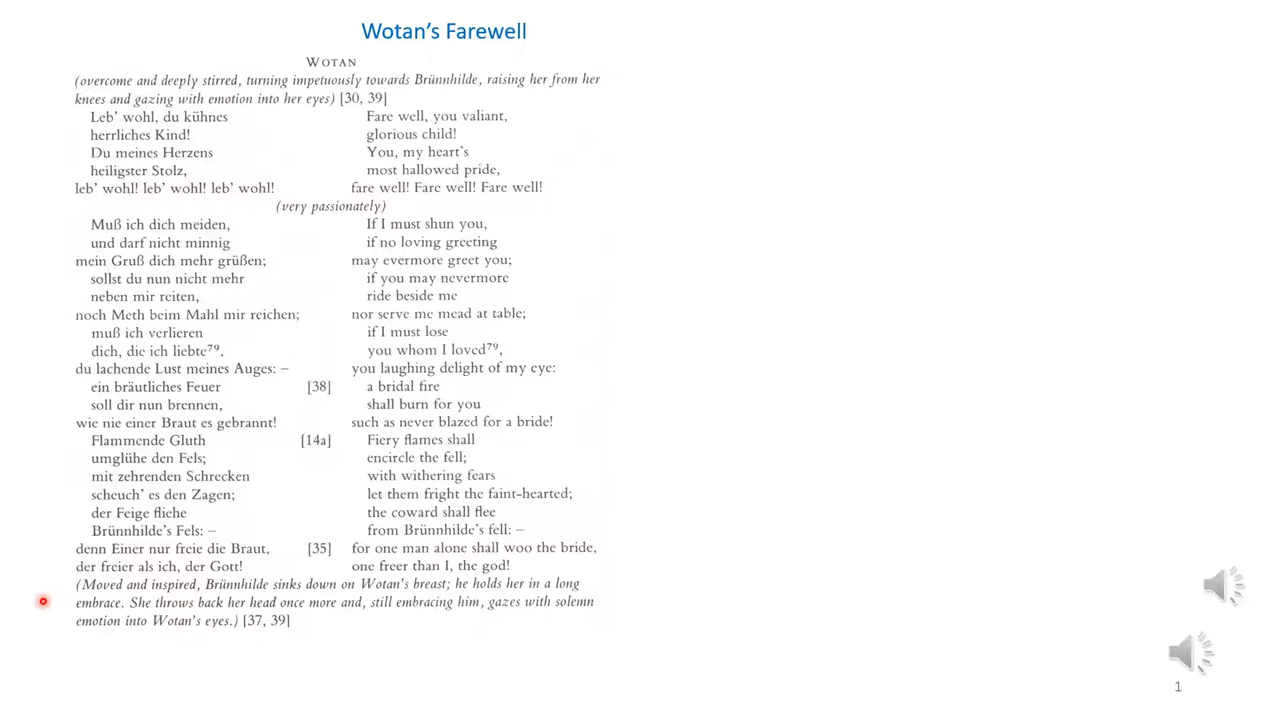 Wotan's Farewell
WOTAN
(overcome and deeply stirred, turning impetuously towards Brünnhilde, raising her from her
knees and gazing with emotion into her eyes) [30, 39]
Leb' wohl, du kühnes Fare well, you valiant,
herrliches Kind! glorious child!
Du meines Herzens You, my heart's
heiligster Stolz, most hallowed pride,
leb' wohl! leb' wohl! leb' wohl! fare well! Fare well! Fare well!
(very passionately)
Muß ich dich meiden, If I must shun you,
und darf nicht minnig if no loving greeting
mein Gruß dich mehr grüßen; may evermore greet you;
sollst du nun nicht mehr if you may nevermore
neben mir reiten, ride beside me
noch Meth beim Mahl mir reichen; nor serve me mead at table;
muß ich verlieren if I must lose
dich, die ich liebte⁷⁹, you whom I loved⁷⁹,
du lachende Lust meines Auges: – you laughing delight of my eye:
ein bräutliches Feuer [38] a bridal fire
soll dir nun brennen, shall burn for you
wie nie einer Braut es gebrannt! such as never blazed for a bride!
Flammende Gluth [14a] Fiery flames shall
umglühe den Fels; encircle the fell;
mit zehrenden Schrecken with withering fears
scheuch' es den Zagen; let them fright the faint-hearted;
der Feige fliehe the coward shall flee
Brünnhilde's Fels: – from Brünnhilde's fell: –
denn Einer nur freie die Braut, [35] for one man alone shall woo the bride,
der freier als ich, der Gott! one freer than I, the god!
(Moved and inspired, Brünnhilde sinks down on Wotan's breast; he holds her in a long
embrace. She throws back her head once more and, still embracing him, gazes with solemn
emotion into Wotan's eyes.) [37, 39]
1